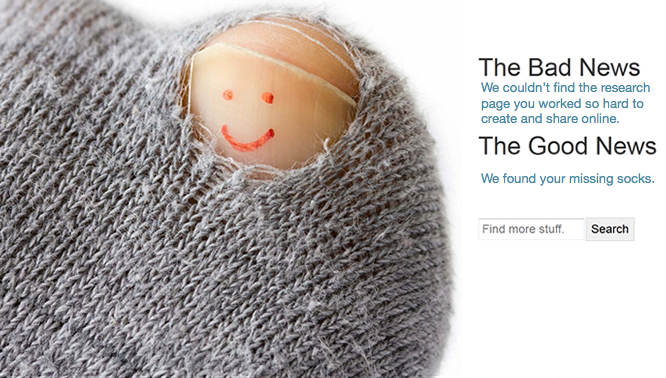 The Bad News
We couldn't find the research
page you worked so hard to
create and share online.
The Good News
We found your missing socks.
Find more stuff. Search